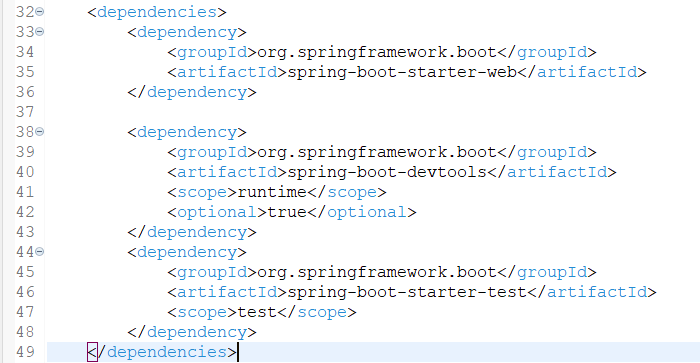 32 <dependencies>
33 <dependency>
34 <groupId>org.springframework.boot</groupId>
35 <artifactId>spring-boot-starter-web</artifactId>
36 </dependency>
37
38 <dependency>
39 <groupId>org.springframework.boot</groupId>
40 <artifactId>spring-boot-devtools</artifactId>
41 <scope>runtime</scope>
42 <optional>true</optional>
43 </dependency>
44 <dependency>
45 <groupId>org.springframework.boot</groupId>
46 <artifactId>spring-boot-starter-test</artifactId>
47 <scope>test</scope>
48 </dependency>
49 </dependencies>